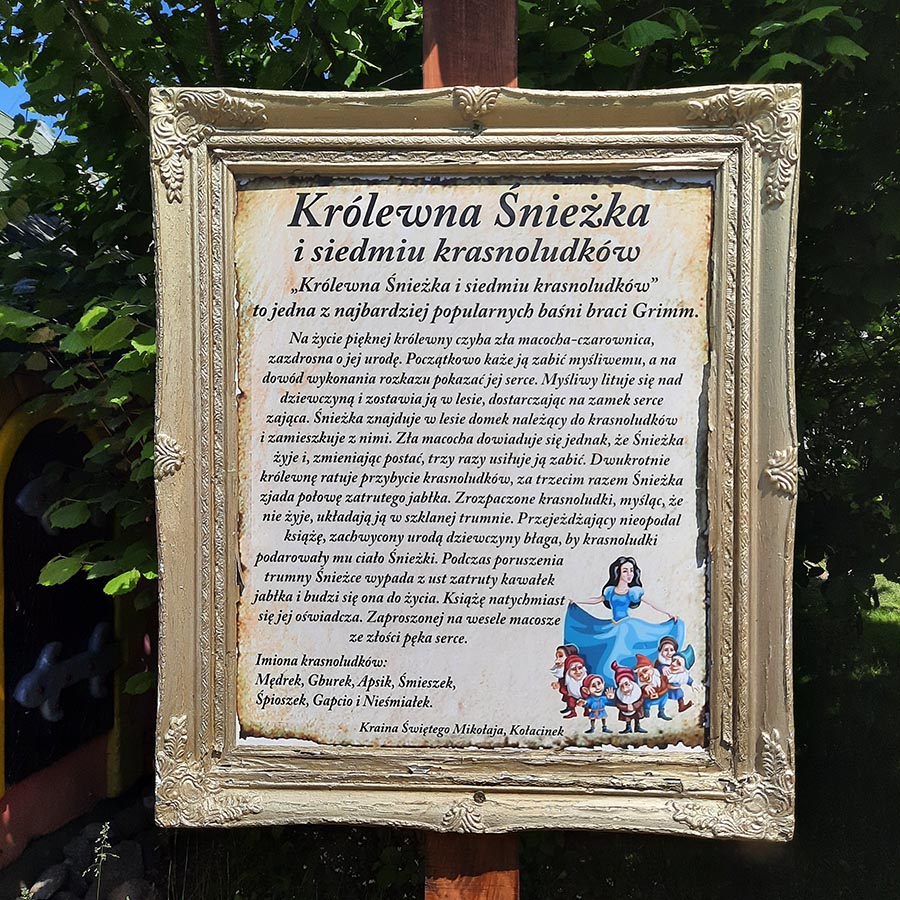 Królewna Śnieżka
i siedmiu krasnoludków
„Królewna Śnieżka i siedmiu krasnoludków”
to jedna z najbardziej popularnych baśni braci Grimm.
Na życie pięknej królewny czyha zła macocha-czarownica,
zazdrosna o jej urodę. Początkowo każe ją zabić myśliwemu, a na
dowód wykonania rozkazu pokazać jej serce. Myśliwy lituje się nad
dziewczyną i zostawia ją w lesie, dostarczając na zamek serce
zająca. Śnieżka znajduje w lesie domek należący do krasnoludków
i zamieszkuje z nimi. Zła macocha dowiaduje się jednak, że Śnieżka
żyje i, zmieniając postać, trzy razy usiłuje ją zabić. Dwukrotnie
królewnę ratuje przybycie krasnoludków, za trzecim razem Śnieżka
zjada połowę zatrutego jabłka. Zrozpaczone krasnoludki, myśląc, że
nie żyje, układają ją w szklanej trumnie. Przejeżdżający nieopodal
książę, zachwycony urodą dziewczyny błaga, by krasnoludki
podarowały mu ciało Śnieżki. Podczas poruszenia
trumny Śnieżce wypada z ust zatruty kawałek
jabłka i budzi się ona do życia. Książę natychmiast
się jej oświadcza. Zaproszonej na wesele macosze
ze złości pęka serce.
Imiona krasnoludków:
Mędrek, Gburek, Apsik, Śmieszek,
Śpioszek, Gapcio i Nieśmiałek.
Kraina Świętego Mikołaja, Kołacinek